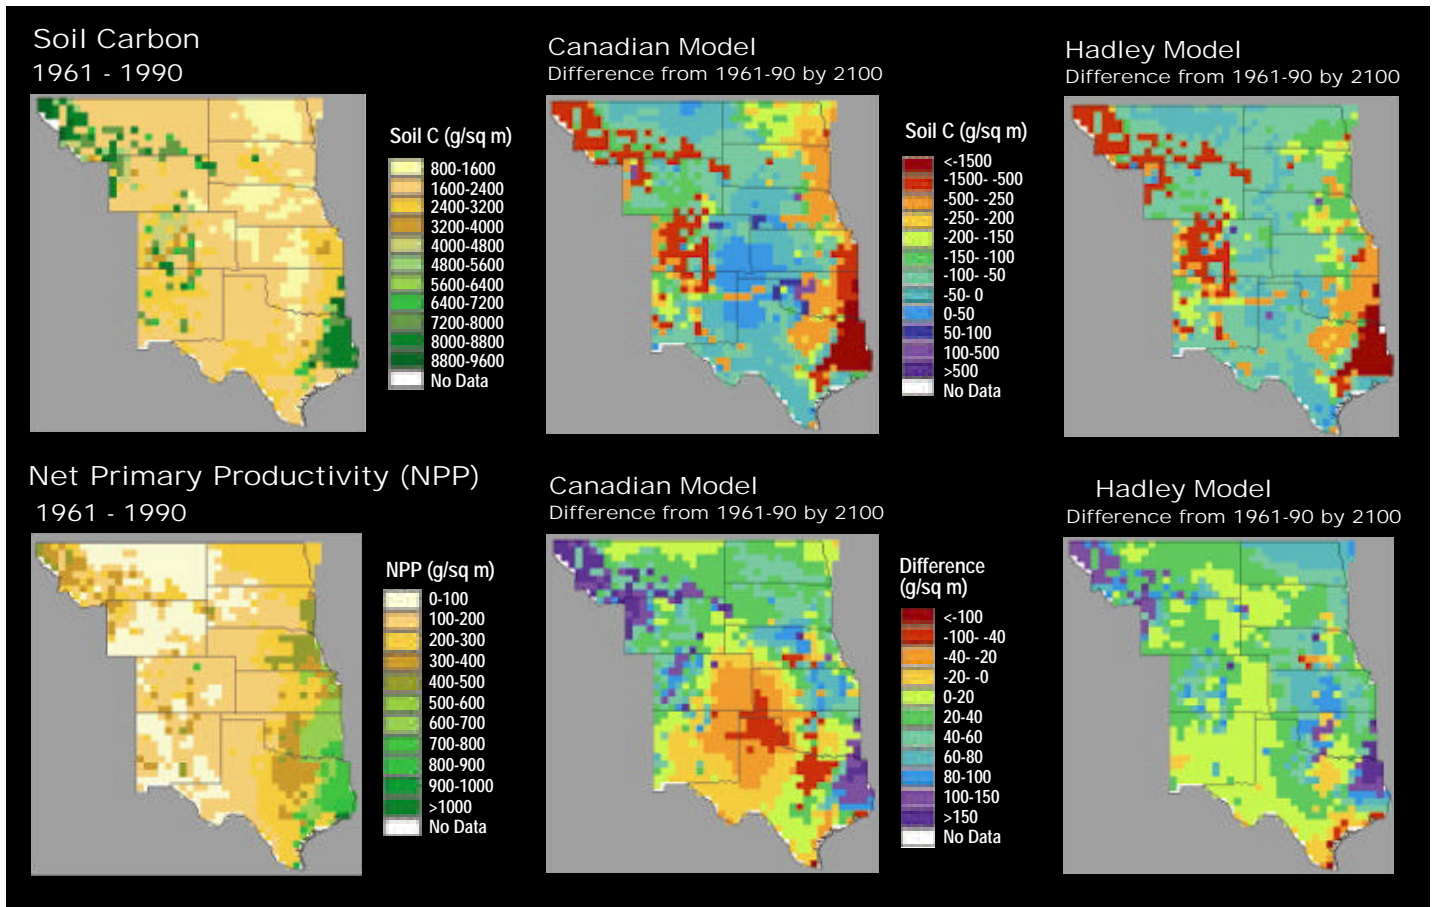 Soil Carbon
1961 - 1990
Soil C (g/sq m)
800-1600
1600-2400
2400-3200
3200-4000
4000-4800
4800-5600
5600-6400
6400-7200
7200-8000
8000-8800
8800-9600
No Data
Canadian Model
Difference from 1961-90 by 2100
Soil C (g/sq m)
<-1500
-1500- -500
-500- -250
-250- -200
-200- -150
-150- -100
-100- -50
-50- 0
0-50
50-100
100-500
>500
No Data
Hadley Model
Difference from 1961-90 by 2100
Net Primary Productivity (NPP)
1961 - 1990
NPP (g/sq m)
0-100
100-200
200-300
300-400
400-500
500-600
600-700
700-800
800-900
900-1000
>1000
No Data
Canadian Model
Difference from 1961-90 by 2100
Difference
(g/sq m)
<-100
-100- -40
-40- -20
-20- -0
0-20
20-40
40-60
60-80
80-100
100-150
>150
No Data
Hadley Model
Difference from 1961-90 by 2100